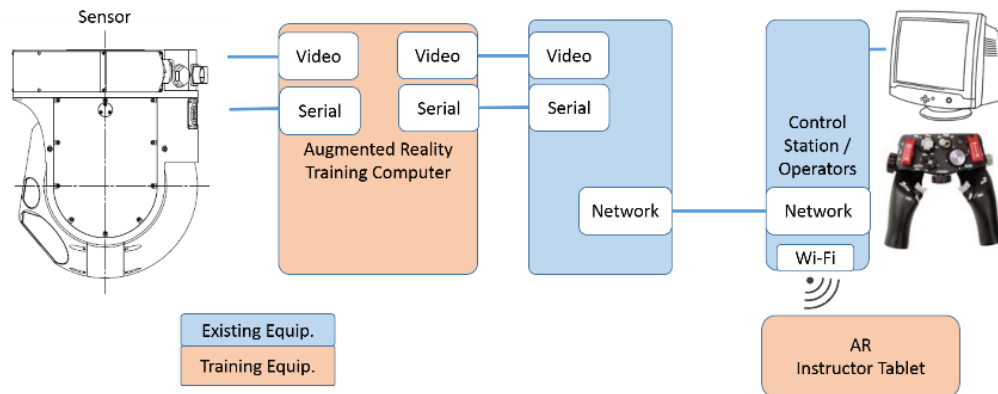 Sensor
Video
Serial
Augmented Reality
Training Computer
Video
Serial
Video
Serial
Network
Control
Station /
Operators
Network
Wi-Fi
Existing Equip.
Training Equip.
AR
Instructor Tablet